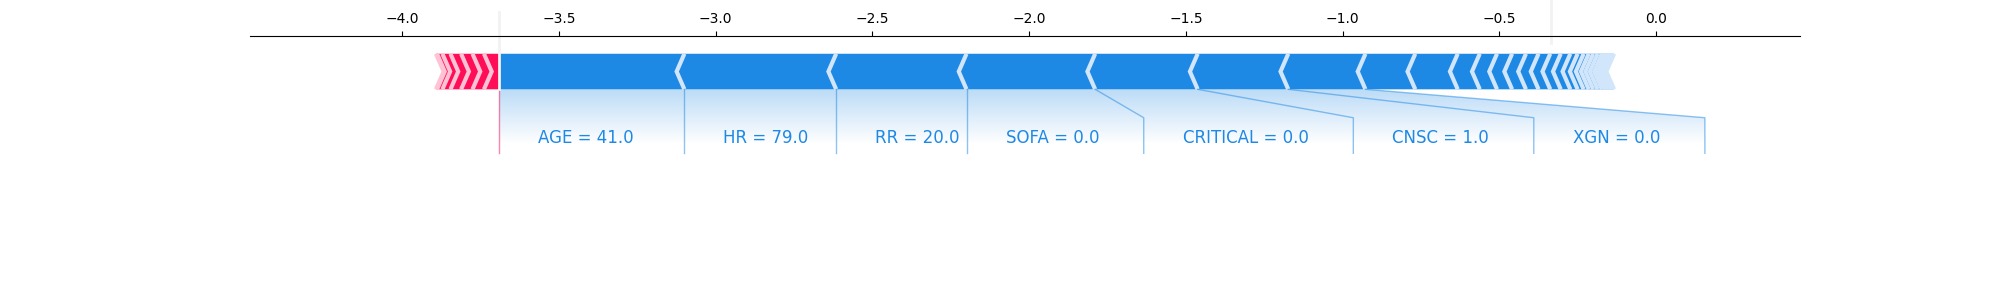 −4.0 −3.5 −3.0 −2.5 −2.0 −1.5 −1.0 −0.5 0.0
AGE = 41.0 HR = 79.0 RR = 20.0 SOFA = 0.0 CRITICAL = 0.0 CNSC = 1.0 XGN = 0.0